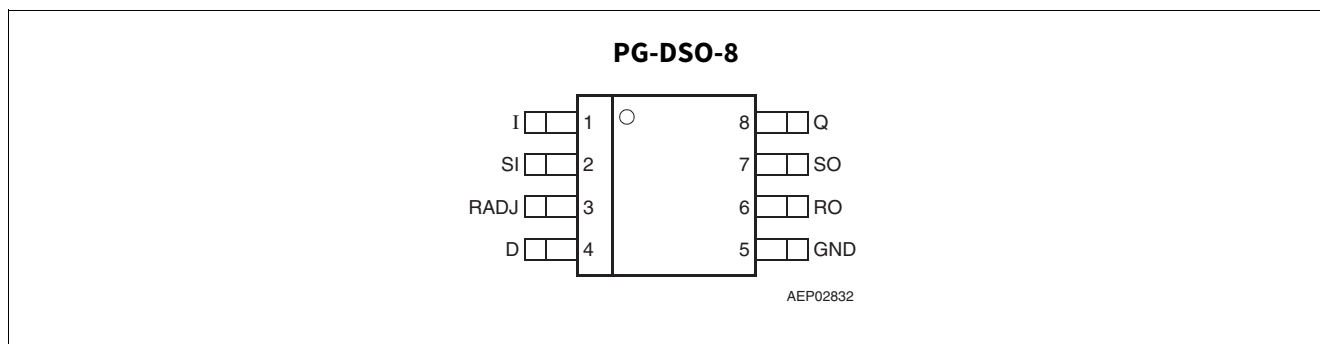 PG-DSO-8
I 1 8 Q
SI 2 7 SO
RADJ 3 6 RO
D 4 5 GND
AEP02832